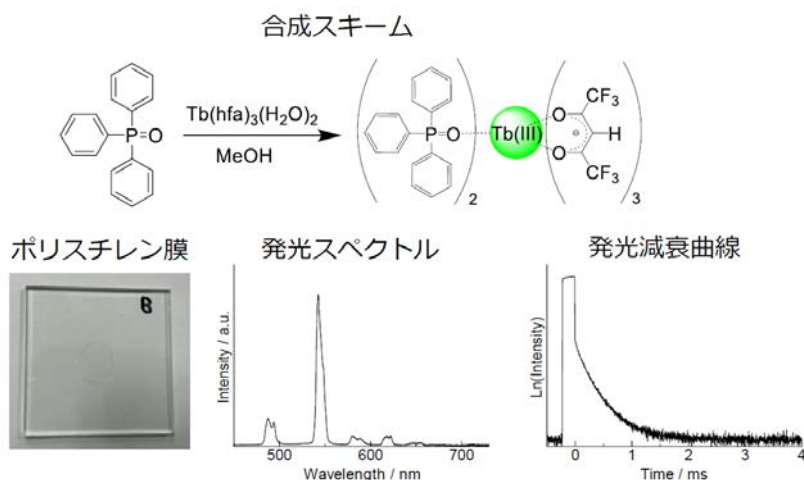 合成スキーム
P=O
Tb(hfa)₃(H₂O)₂
MeOH
P=O
Tb(III)
O
O
⊖
CF₃
H
CF₃
2
3
ポリスチレン膜
発光スペクトル
発光減衰曲線
B
Intensity / a.u.
500 600 700
Wavelength / nm
Ln(Intensity)
0 1 2 3 4
Time / ms